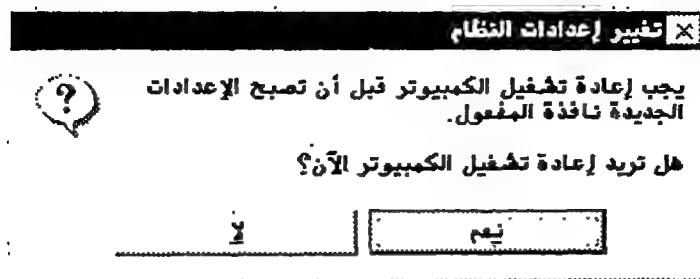 تغيير إعدادات النظام
يجب إعادة تشغيل الكمبيوتر قبل أن تصبح الإعدادات
الجديدة نافذة المفعول.
هل تريد إعادة تشغيل الكمبيوتر الآن؟
نعم
لا